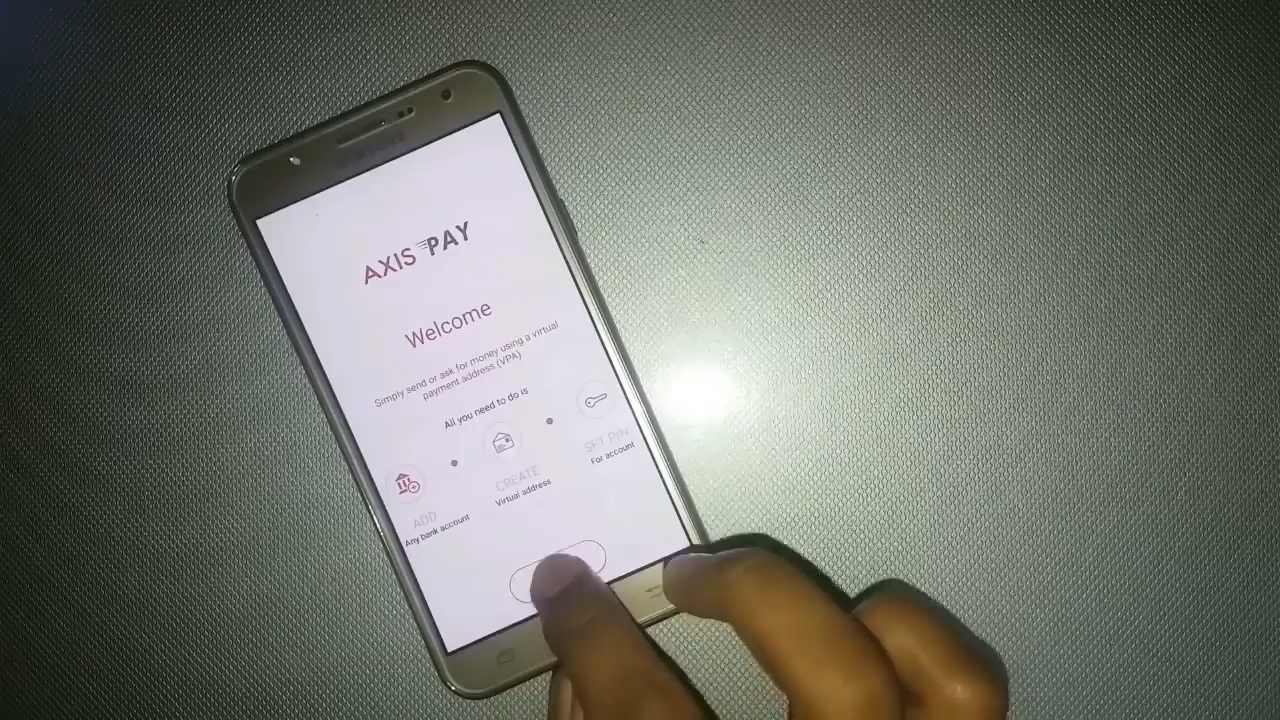 AXIS PAY
Welcome
Simply send or ask for money using a virtual
payment address (VPA)
All you need to do is
ADD
Any bank account
CREATE
Virtual address
SET PIN
For account